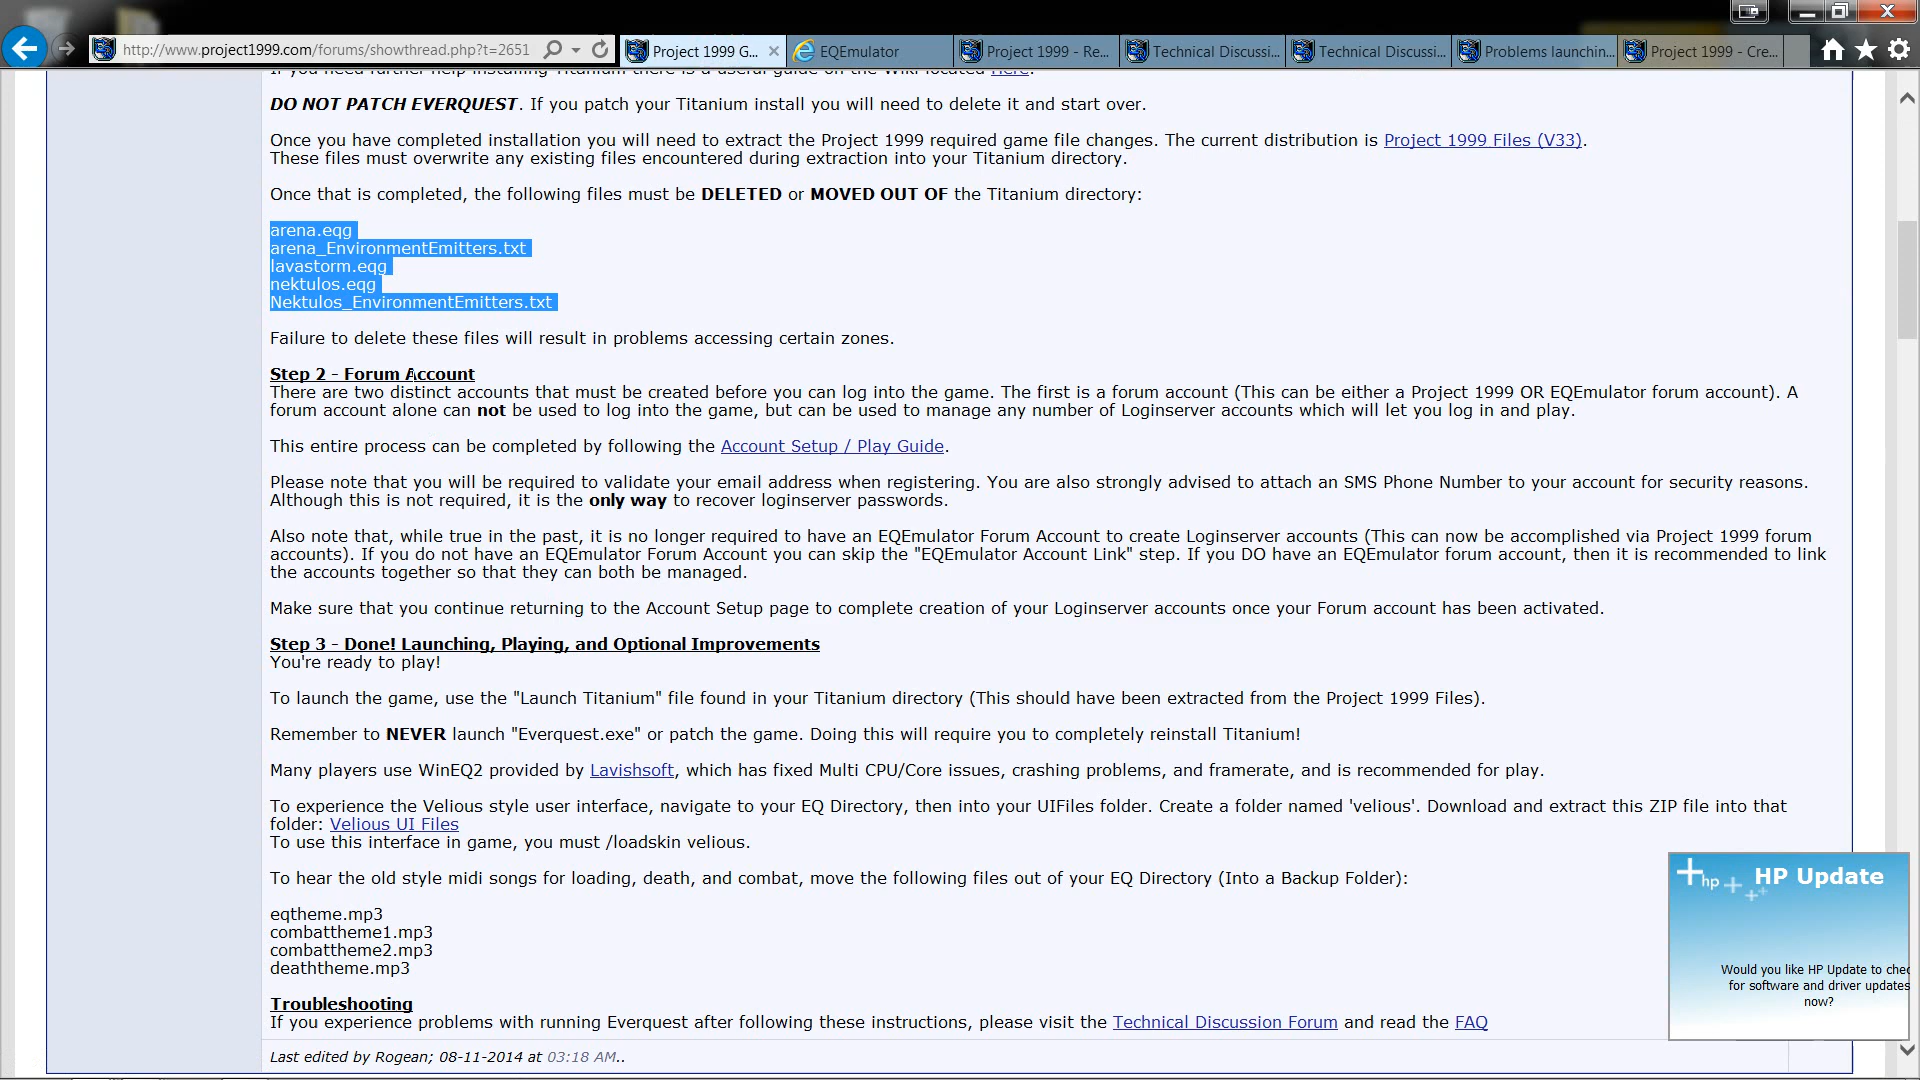 http://www.project1999.com/forums/showthread.php?t=2651
Project 1999 G...
EQEmulator
Project 1999 - Re...
Technical Discussi...
Technical Discussi...
Problems launchin...
Project 1999 - Cre...
If you need further help installing Titanium there is a useful guide on the Wiki located Here.
DO NOT PATCH EVERQUEST. If you patch your Titanium install you will need to delete it and start over.
Once you have completed installation you will need to extract the Project 1999 required game file changes. The current distribution is Project 1999 Files (V33).
These files must overwrite any existing files encountered during extraction into your Titanium directory.
Once that is completed, the following files must be DELETED or MOVED OUT OF the Titanium directory:
arena.eqg
arena_EnvironmentEmitters.txt
lavastorm.eqg
nektulos.eqg
Nektulos_EnvironmentEmitters.txt
Failure to delete these files will result in problems accessing certain zones.
Step 2 - Forum Account
There are two distinct accounts that must be created before you can log into the game. The first is a forum account (This can be either a Project 1999 OR EQEmulator forum account). A
forum account alone can not be used to log into the game, but can be used to manage any number of Loginserver accounts which will let you log in and play.
This entire process can be completed by following the Account Setup / Play Guide.
Please note that you will be required to validate your email address when registering. You are also strongly advised to attach an SMS Phone Number to your account for security reasons.
Although this is not required, it is the only way to recover loginserver passwords.
Also note that, while true in the past, it is no longer required to have an EQEmulator Forum Account to create Loginserver accounts (This can now be accomplished via Project 1999 forum
accounts). If you do not have an EQEmulator Forum Account you can skip the "EQEmulator Account Link" step. If you DO have an EQEmulator forum account, then it is recommended to link
the accounts together so that they can both be managed.
Make sure that you continue returning to the Account Setup page to complete creation of your Loginserver accounts once your Forum account has been activated.
Step 3 - Done! Launching, Playing, and Optional Improvements
You're ready to play!
To launch the game, use the "Launch Titanium" file found in your Titanium directory (This should have been extracted from the Project 1999 Files).
Remember to NEVER launch "Everquest.exe" or patch the game. Doing this will require you to completely reinstall Titanium!
Many players use WinEQ2 provided by Lavishsoft, which has fixed Multi CPU/Core issues, crashing problems, and framerate, and is recommended for play.
To experience the Velious style user interface, navigate to your EQ Directory, then into your UIFiles folder. Create a folder named 'velious'. Download and extract this ZIP file into that
folder: Velious UI Files
To use this interface in game, you must /loadskin velious.
To hear the old style midi songs for loading, death, and combat, move the following files out of your EQ Directory (Into a Backup Folder):
eqtheme.mp3
combattheme1.mp3
combattheme2.mp3
deaththeme.mp3
Troubleshooting
If you experience problems with running Everquest after following these instructions, please visit the Technical Discussion Forum and read the FAQ
Last edited by Rogean; 08-11-2014 at 03:18 AM..
hp HP Update
Would you like HP Update to chec
for software and driver updates
now?